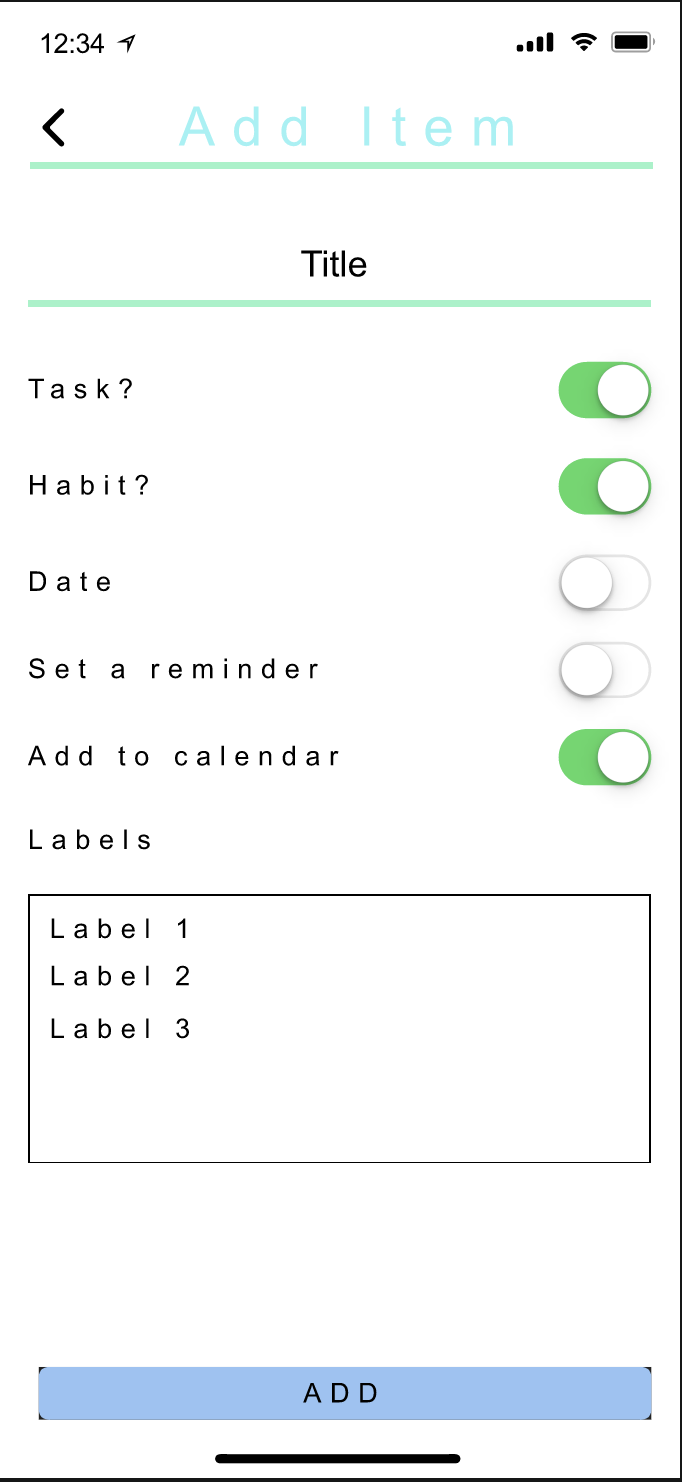 12:34
Add Item
Title
Task?
Habit?
Date
Set a reminder
Add to calendar
Labels
Label 1
Label 2
Label 3
ADD